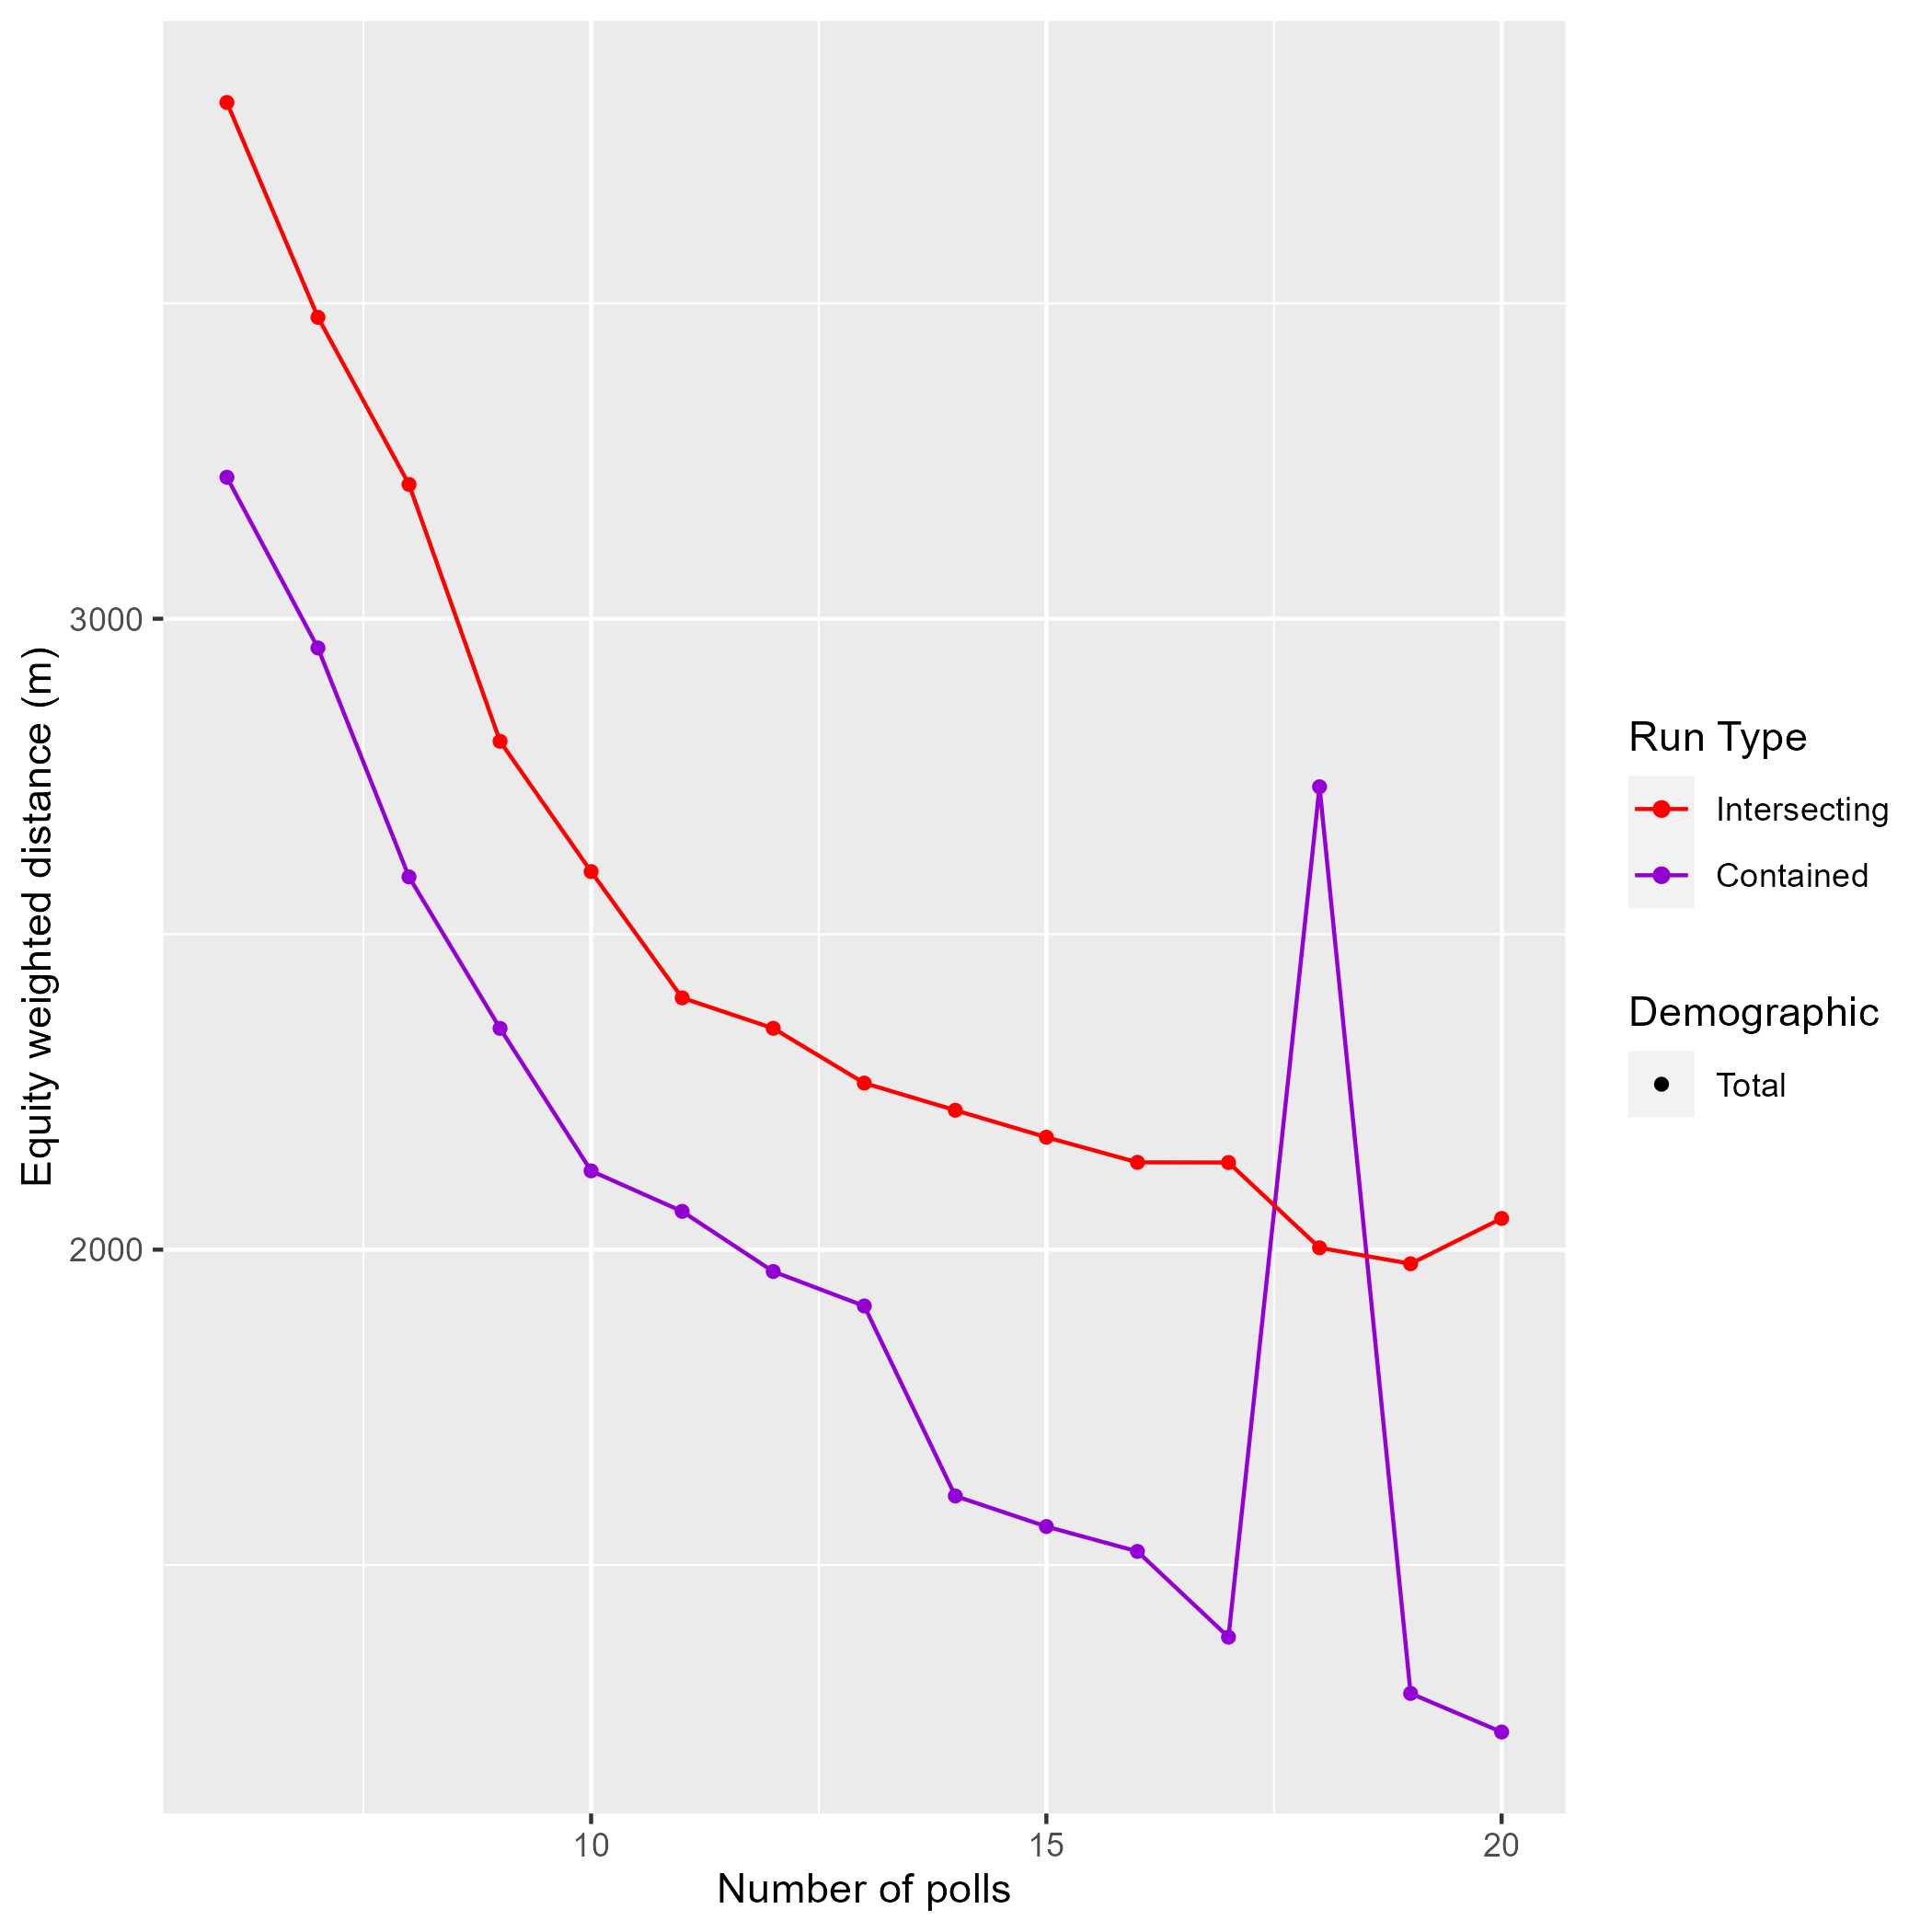 Equity weighted distance (m)
3000
2000
10
15
20
Number of polls
Run Type
Intersecting
Contained
Demographic
Total